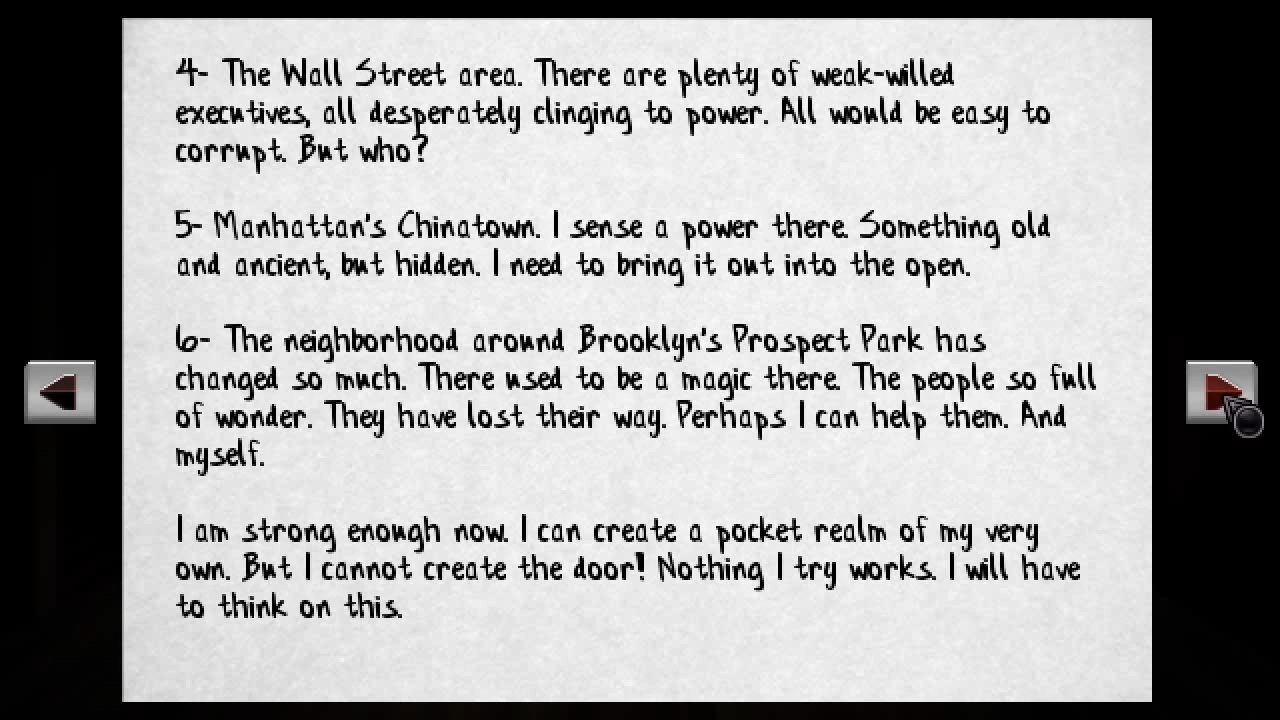 4- The Wall Street area. There are plenty of weak-willed
executives, all desperately clinging to power. All would be easy to
corrupt. But who?
5- Manhattan's Chinatown. I sense a power there. Something old
and ancient, but hidden. I need to bring it out into the open.
6- The neighborhood around Brooklyn's Prospect Park has
changed so much. There used to be a magic there. The people so full
of wonder. They have lost their way. Perhaps I can help them. And
myself.
I am strong enough now. I can create a pocket realm of my very
own. But I cannot create the door! Nothing I try works. I will have
to think on this.